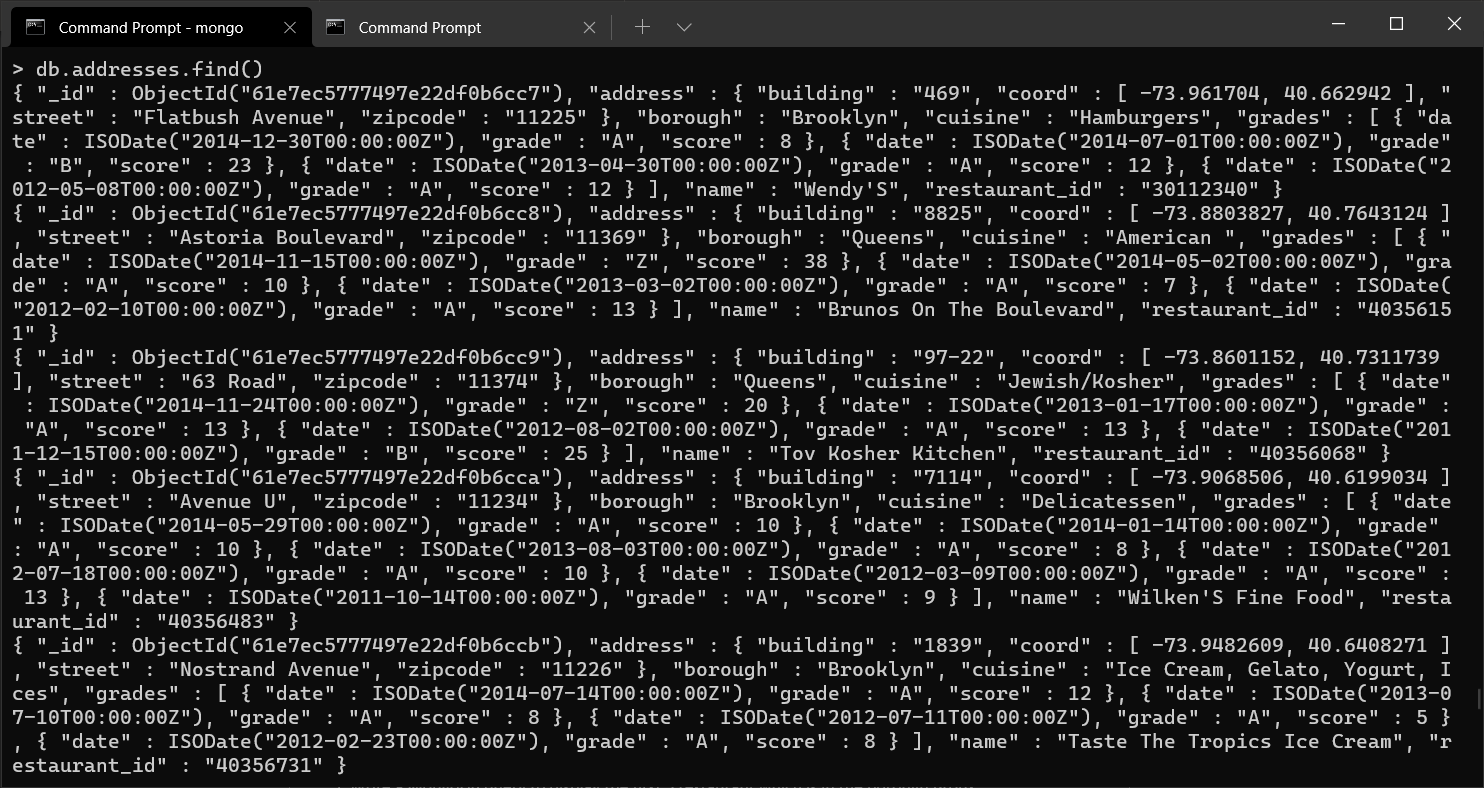 Command Prompt - mongo
Command Prompt
> db.addresses.find()
{ "_id" : ObjectId("61e7ec5777497e22df0b6cc7"), "address" : { "building" : "469", "coord" : [ -73.961704, 40.662942 ], "
street" : "Flatbush Avenue", "zipcode" : "11225" }, "borough" : "Brooklyn", "cuisine" : "Hamburgers", "grades" : [ { "da
te" : ISODate("2014-12-30T00:00:00Z"), "grade" : "A", "score" : 8 }, { "date" : ISODate("2014-07-01T00:00:00Z"), "grade"
 : "B", "score" : 23 }, { "date" : ISODate("2013-04-30T00:00:00Z"), "grade" : "A", "score" : 12 }, { "date" : ISODate("2
012-05-08T00:00:00Z"), "grade" : "A", "score" : 12 } ], "name" : "Wendy'S", "restaurant_id" : "30112340" }
{ "_id" : ObjectId("61e7ec5777497e22df0b6cc8"), "address" : { "building" : "8825", "coord" : [ -73.8803827, 40.7643124 ]
, "street" : "Astoria Boulevard", "zipcode" : "11369" }, "borough" : "Queens", "cuisine" : "American ", "grades" : [ { "
date" : ISODate("2014-11-15T00:00:00Z"), "grade" : "Z", "score" : 38 }, { "date" : ISODate("2014-05-02T00:00:00Z"), "gra
de" : "A", "score" : 10 }, { "date" : ISODate("2013-03-02T00:00:00Z"), "grade" : "A", "score" : 7 }, { "date" : ISODate(
"2012-02-10T00:00:00Z"), "grade" : "A", "score" : 13 } ], "name" : "Brunos On The Boulevard", "restaurant_id" : "4035615
1" }
{ "_id" : ObjectId("61e7ec5777497e22df0b6cc9"), "address" : { "building" : "97-22", "coord" : [ -73.8601152, 40.7311739
], "street" : "63 Road", "zipcode" : "11374" }, "borough" : "Queens", "cuisine" : "Jewish/Kosher", "grades" : [ { "date"
 : ISODate("2014-11-24T00:00:00Z"), "grade" : "Z", "score" : 20 }, { "date" : ISODate("2013-01-17T00:00:00Z"), "grade" :
 "A", "score" : 13 }, { "date" : ISODate("2012-08-02T00:00:00Z"), "grade" : "A", "score" : 13 }, { "date" : ISODate("201
1-12-15T00:00:00Z"), "grade" : "B", "score" : 25 } ], "name" : "Tov Kosher Kitchen", "restaurant_id" : "40356068" }
{ "_id" : ObjectId("61e7ec5777497e22df0b6cca"), "address" : { "building" : "7114", "coord" : [ -73.9068506, 40.6199034 ]
, "street" : "Avenue U", "zipcode" : "11234" }, "borough" : "Brooklyn", "cuisine" : "Delicatessen", "grades" : [ { "date
" : ISODate("2014-05-29T00:00:00Z"), "grade" : "A", "score" : 10 }, { "date" : ISODate("2014-01-14T00:00:00Z"), "grade"
: "A", "score" : 10 }, { "date" : ISODate("2013-08-03T00:00:00Z"), "grade" : "A", "score" : 8 }, { "date" : ISODate("201
2-07-18T00:00:00Z"), "grade" : "A", "score" : 10 }, { "date" : ISODate("2012-03-09T00:00:00Z"), "grade" : "A", "score" :
 13 }, { "date" : ISODate("2011-10-14T00:00:00Z"), "grade" : "A", "score" : 9 } ], "name" : "Wilken'S Fine Food", "resta
urant_id" : "40356483" }
{ "_id" : ObjectId("61e7ec5777497e22df0b6ccb"), "address" : { "building" : "1839", "coord" : [ -73.9482609, 40.6408271 ]
, "street" : "Nostrand Avenue", "zipcode" : "11226" }, "borough" : "Brooklyn", "cuisine" : "Ice Cream, Gelato, Yogurt, I
ces", "grades" : [ { "date" : ISODate("2014-07-14T00:00:00Z"), "grade" : "A", "score" : 12 }, { "date" : ISODate("2013-0
7-10T00:00:00Z"), "grade" : "A", "score" : 8 }, { "date" : ISODate("2012-07-11T00:00:00Z"), "grade" : "A", "score" : 5 }
, { "date" : ISODate("2012-02-23T00:00:00Z"), "grade" : "A", "score" : 8 } ], "name" : "Taste The Tropics Ice Cream", "r
estaurant_id" : "40356731" }